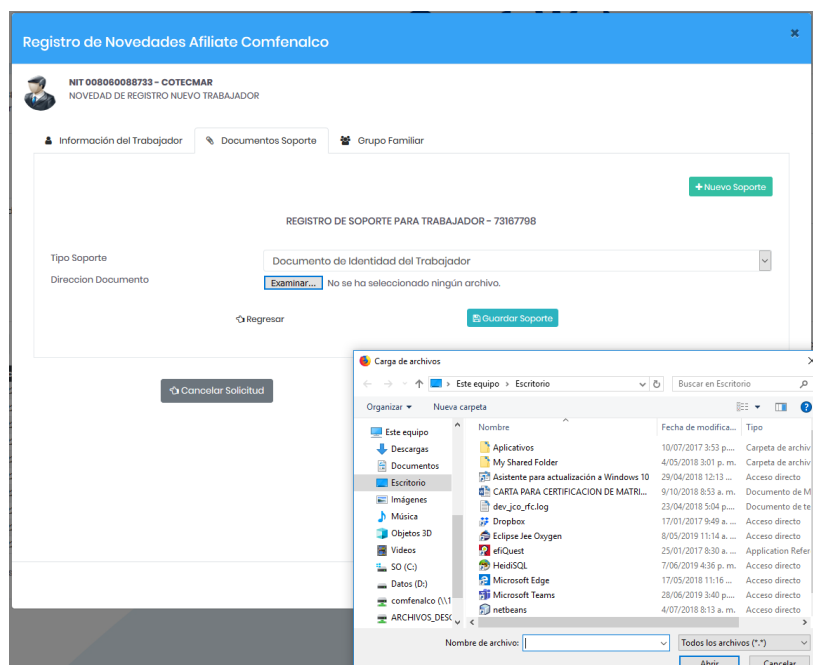 Registro de Novedades Afiliate Comfenalco
×
NIT 008060088733 - COTECMAR
NOVEDAD DE REGISTRO NUEVO TRABAJADOR
Información del Trabajador Documentos Soporte Grupo Familiar
+ Nuevo Soporte
REGISTRO DE SOPORTE PARA TRABAJADOR - 73167798
Tipo Soporte Documento de Identidad del Trabajador
Direccion Documento Examinar... No se ha seleccionado ningún archivo.
Regresar Guardar Soporte
Cancelar Solicitud
Carga de archivos
Este equipo > Escritorio Buscar en Escritorio
Organizar Nueva carpeta
Este equipo
Descargas
Documentos
Escritorio
Imágenes
Música
Objetos 3D
Videos
SO (C:)
Datos (D:)
comfenalco (\\1
ARCHIVOS_DESC
Nombre Fecha de modifica... Tipo
Aplicativos 10/07/2017 3:53 p.... Carpeta de archiv
My Shared Folder 4/05/2018 3:01 p. m. Carpeta de archiv
Asistente para actualización a Windows 10 29/04/2018 12:13 ... Acceso directo
CARTA PARA CERTIFICACION DE MATRI... 9/10/2018 8:53 a. m. Documento de M
dev_jco_rfc.log 23/04/2018 5:04 p.... Documento de te
Dropbox 17/01/2017 9:49 a. ... Acceso directo
Eclipse Jee Oxygen 8/05/2019 11:14 a. ... Acceso directo
efiQuest 25/01/2017 8:30 a. ... Application Refer
HeidiSQL 7/06/2019 4:36 p. m. Acceso directo
Microsoft Edge 17/05/2018 11:16 ... Acceso directo
Microsoft Teams 28/06/2019 3:40 p.... Acceso directo
netbeans 4/07/2018 8:13 a. m. Acceso directo
Nombre de archivo: Todos los archivos (*.*)
Abrir Cancelar